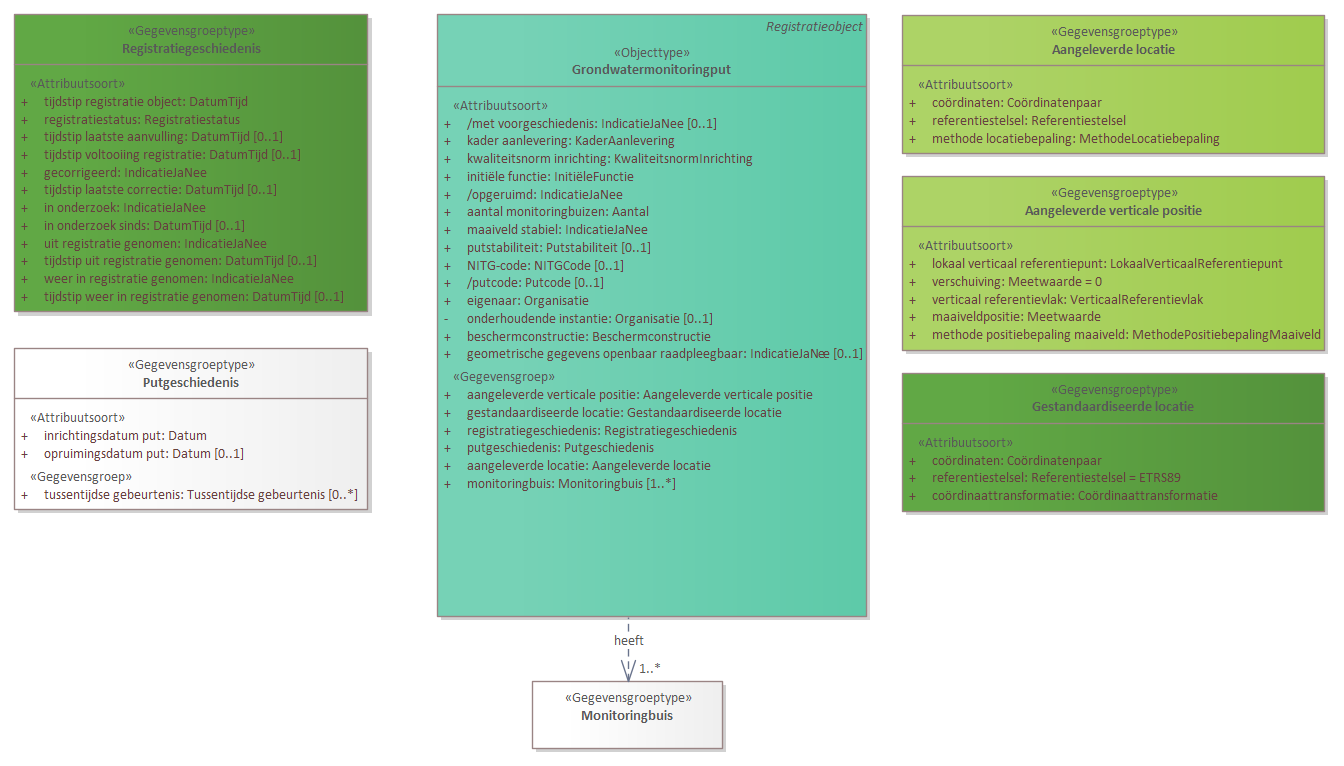 «Gegevensgroeptype»
Registratiegeschiedenis
«Attribuutsoort»
+ tijdstip registratie object: DatumTijd
+ registratiestatus: Registratiestatus
+ tijdstip laatste aanvulling: DatumTijd [0..1]
+ tijdstip voltooiing registratie: DatumTijd [0..1]
+ gecorrigeerd: IndicatieJaNee
+ tijdstip laatste correctie: DatumTijd [0..1]
+ in onderzoek: IndicatieJaNee
+ in onderzoek sinds: DatumTijd [0..1]
+ uit registratie genomen: IndicatieJaNee
+ tijdstip uit registratie genomen: DatumTijd [0..1]
+ weer in registratie genomen: IndicatieJaNee
+ tijdstip weer in registratie genomen: DatumTijd [0..1]
«Gegevensgroeptype»
Putgeschiedenis
«Attribuutsoort»
+ inrichtingsdatum put: Datum
+ opruimingsdatum put: Datum [0..1]
«Gegevensgroep»
+ tussentijdse gebeurtenis: Tussentijdse gebeurtenis [0..*]
Registratieobject
«Objecttype»
Grondwatermonitoringput
«Attribuutsoort»
+ /met voorgeschiedenis: IndicatieJaNee [0..1]
+ kader aanlevering: KaderAanlevering
+ kwaliteitsnorm inrichting: KwaliteitsnormInrichting
+ initiële functie: InitiëleFunctie
+ /opgeruimd: IndicatieJaNee
+ aantal monitoringbuizen: Aantal
+ maaiveld stabiel: IndicatieJaNee
+ putstabiliteit: Putstabiliteit [0..1]
+ NITG-code: NITGCode [0..1]
+ /putcode: Putcode [0..1]
+ eigenaar: Organisatie
- onderhoudende instantie: Organisatie [0..1]
+ beschermconstructie: Beschermconstructie
+ geometrische gegevens openbaar raadpleegbaar: IndicatieJaNee [0..1]
«Gegevensgroep»
+ aangeleverde verticale positie: Aangeleverde verticale positie
+ gestandaardiseerde locatie: Gestandaardiseerde locatie
+ registratiegeschiedenis: Registratiegeschiedenis
+ putgeschiedenis: Putgeschiedenis
+ aangeleverde locatie: Aangeleverde locatie
+ monitoringbuis: Monitoringbuis [1..*]
heeft
1..*
«Gegevensgroeptype»
Monitoringbuis
«Gegevensgroeptype»
Aangeleverde locatie
«Attribuutsoort»
+ coördinaten: Coördinatenpaar
+ referentiestelsel: Referentiestelsel
+ methode locatiebepaling: MethodeLocatiebepaling
«Gegevensgroeptype»
Aangeleverde verticale positie
«Attribuutsoort»
+ lokaal verticaal referentiepunt: LokaalVerticaalReferentiepunt
+ verschuiving: Meetwaarde = 0
+ verticaal referentievlak: VerticaalReferentievlak
+ maaiveldpositie: Meetwaarde
+ methode positiebepaling maaiveld: MethodePositiebepalingMaaiveld
«Gegevensgroeptype»
Gestandaardiseerde locatie
«Attribuutsoort»
+ coördinaten: Coördinatenpaar
+ referentiestelsel: Referentiestelsel = ETRS89
+ coördinaattransformatie: Coördinaattransformatie